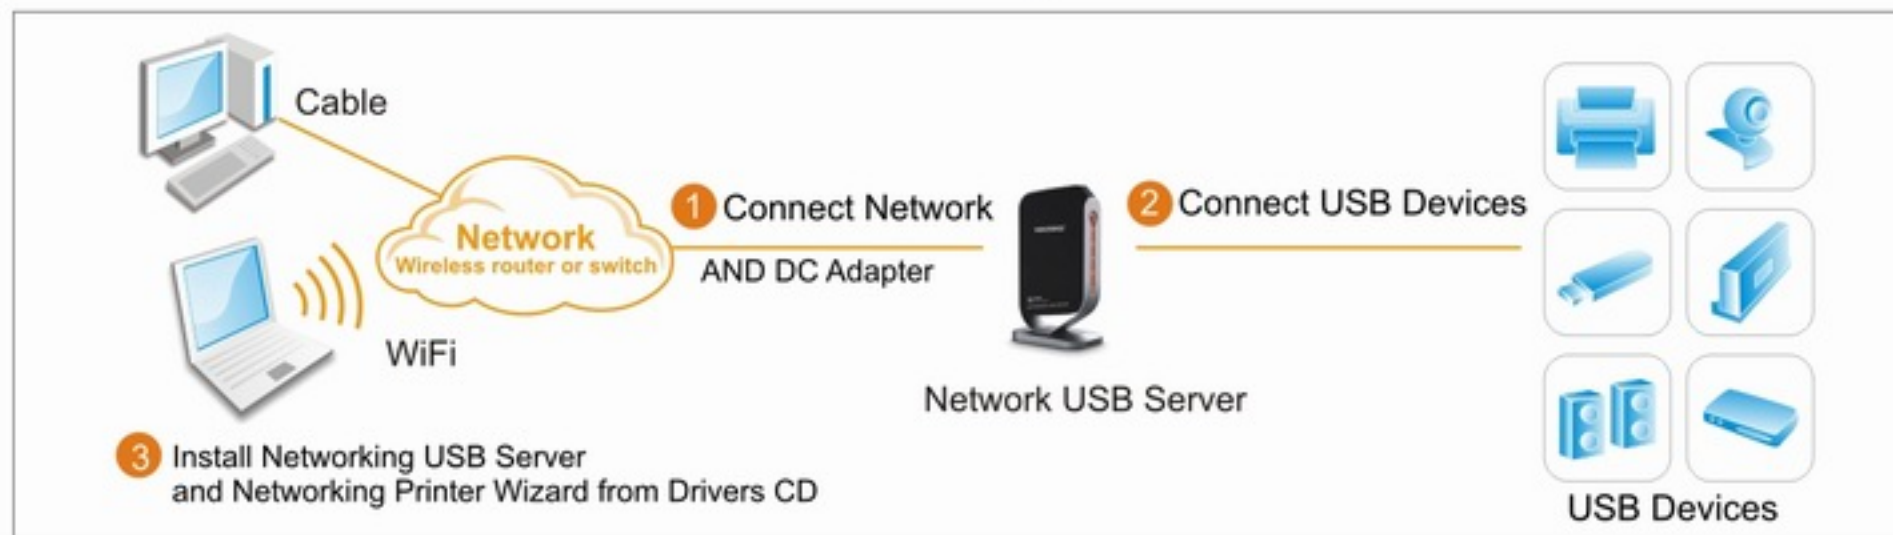 Cable
Network
Wireless router or switch
WiFi
1 Connect Network
AND DC Adapter
2 Connect USB Devices
Network USB Server
3 Install Networking USB Server
and Networking Printer Wizard from Drivers CD
USB Devices